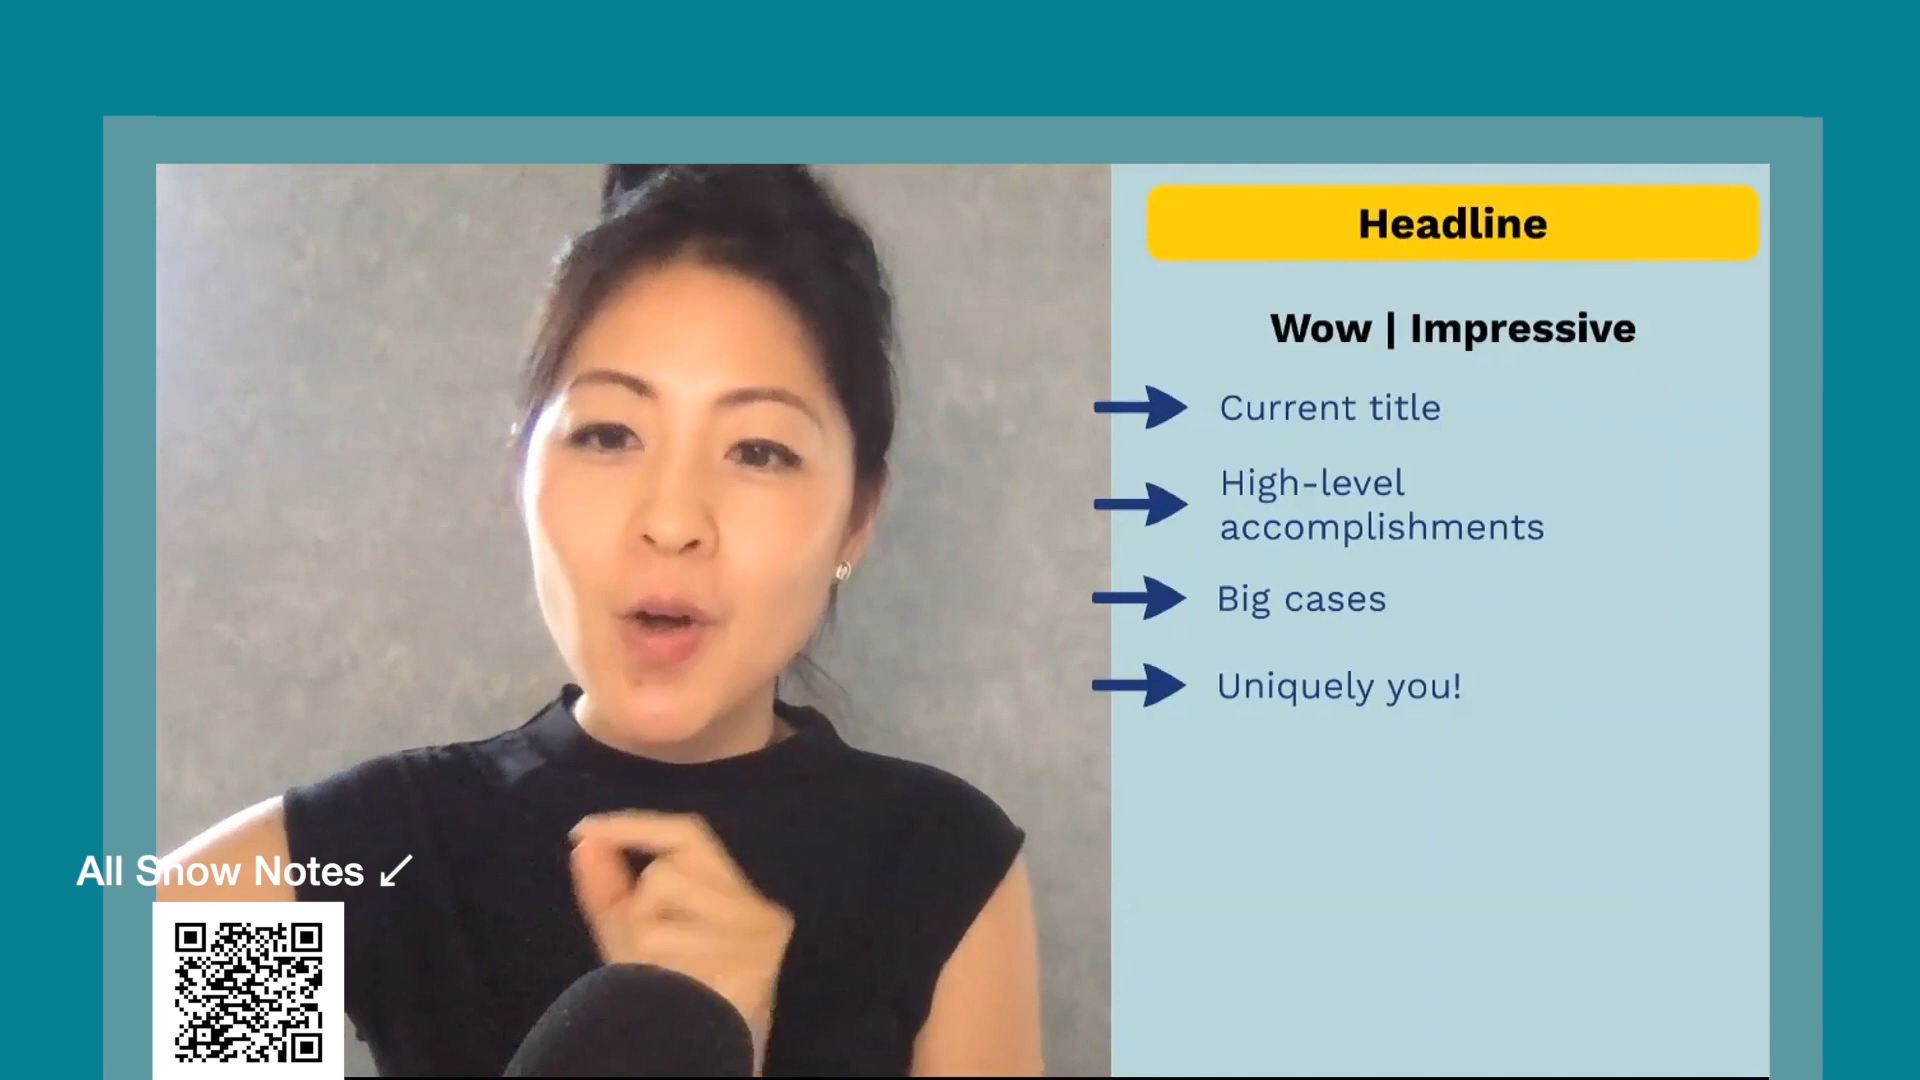 Headline
Wow | Impressive
Current title
High-level
accomplishments
Big cases
Uniquely you!
All Show Notes ↙